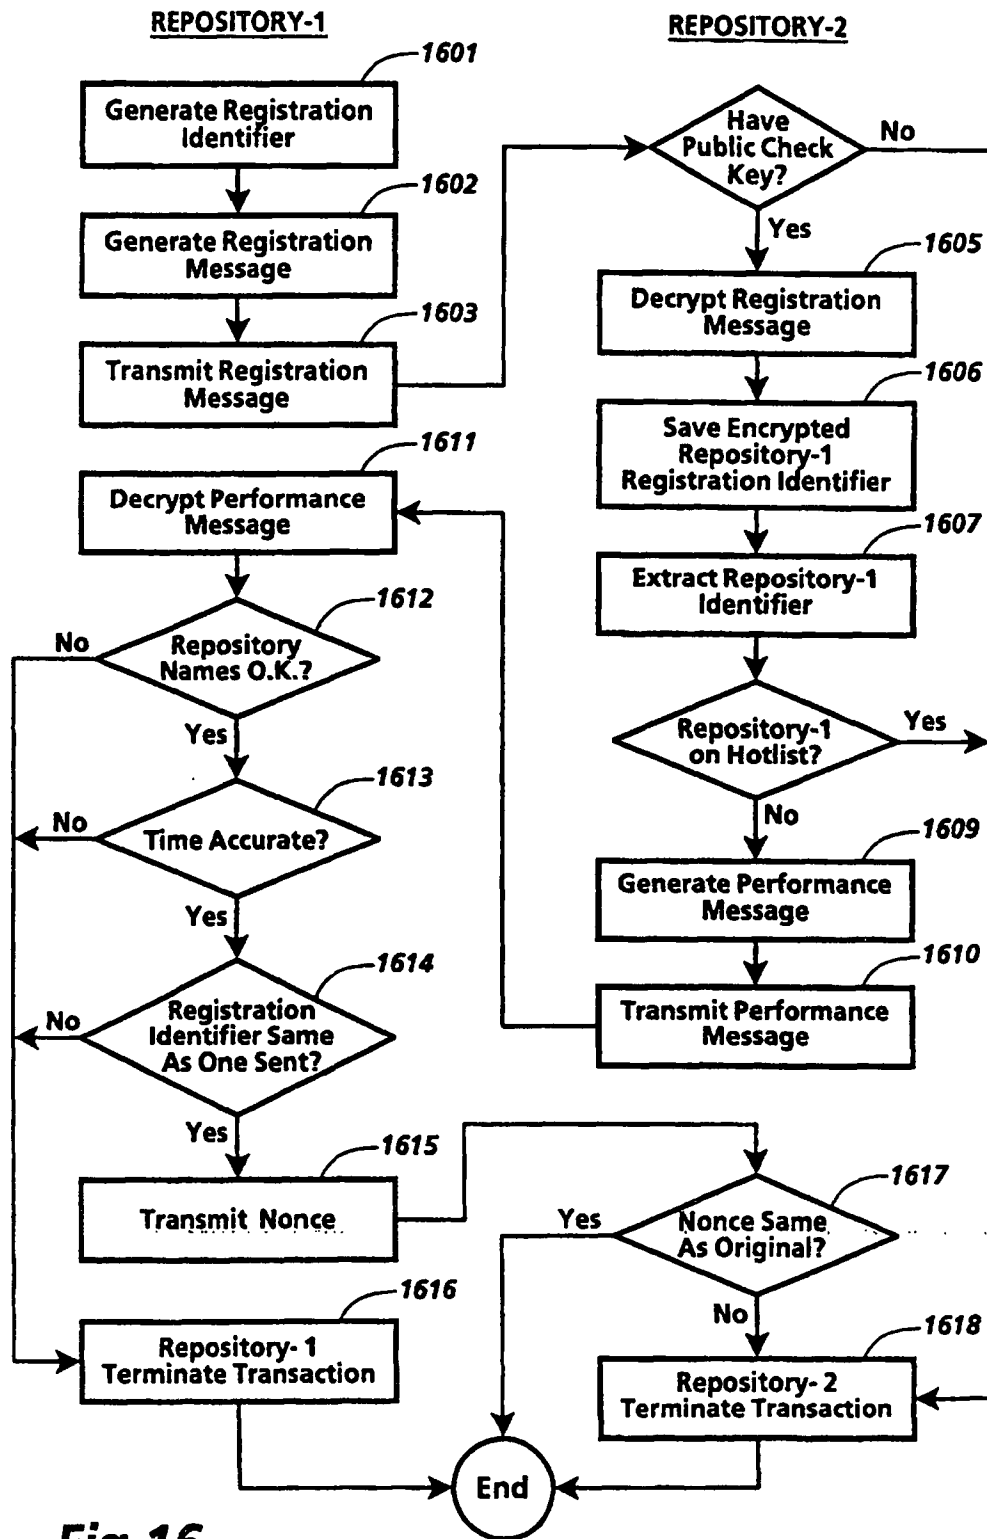 REPOSITORY-1
1601
Generate Registration
Identifier
1602
Generate Registration
Message
1603
Transmit Registration
Message
1611
Decrypt Performance
Message
1612
No
Repository
Names O.K.?
Yes
1613
No
Time Accurate?
Yes
1614
No
Registration
Identifier Same
As One Sent?
Yes
1615
Transmit Nonce
1616
Repository- 1
Terminate Transaction
REPOSITORY-2
Have
Public Check
Key?
No
Yes
1605
Decrypt Registration
Message
1606
Save Encrypted
Repository-1
Registration Identifier
1607
Extract Repository-1
Identifier
Repository-1
on Hotlist?
Yes
No
1609
Generate Performance
Message
1610
Transmit Performance
Message
1617
Yes
Nonce Same
As Original?
No
1618
Repository- 2
Terminate Transaction
End
Fig.16